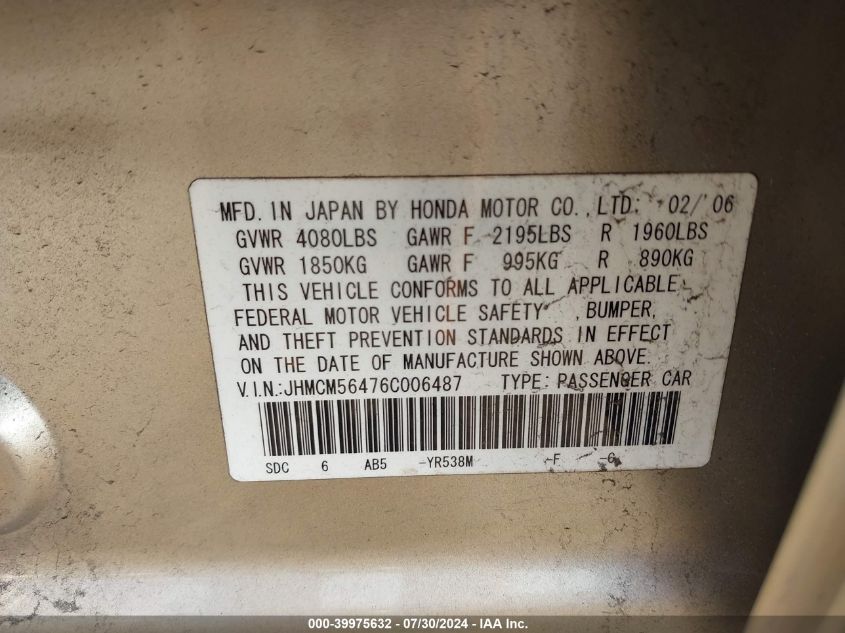 MFD. IN JAPAN BY HONDA MOTOR CO., LTD. 02/'06
GVWR 4080LBS GAWR F 2195LBS R 1960LBS
GVWR 1850KG GAWR F 995KG R 890KG
THIS VEHICLE CONFORMS TO ALL APPLICABLE
FEDERAL MOTOR VEHICLE SAFETY , BUMPER,
AND THEFT PREVENTION STANDARDS IN EFFECT
ON THE DATE OF MANUFACTURE SHOWN ABOVE.
V.I.N.:JHMCM56476C006487 TYPE: PASSENGER CAR
SDC 6 AB5 -YR538M -F -G
000-39975632 - 07/30/2024 - IAA Inc.